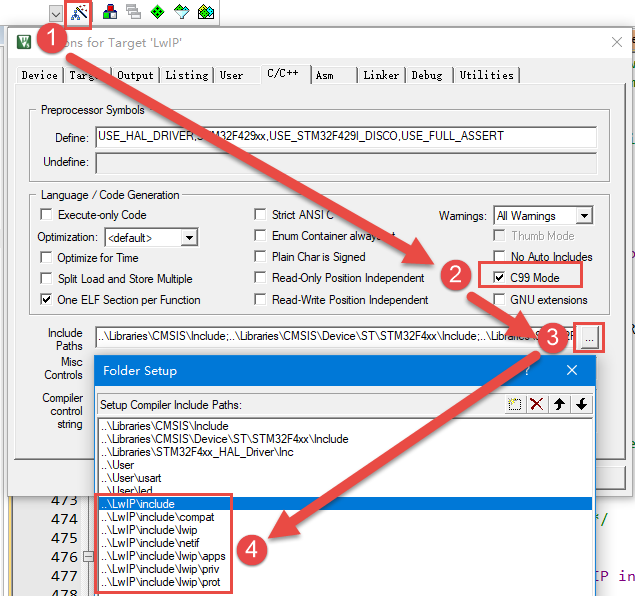 1
ons for Target 'LwIP'
Device Target Output Listing User C/C++ Asm Linker Debug Utilities
Preprocessor Symbols
Define: USE_HAL_DRIVER,STM32F429xx,USE_STM32F429I_DISCO,USE_FULL_ASSERT
Undefine:
Language / Code Generation
Execute-only Code Strict ANSI C Warnings: All Warnings
Optimization: <default> Enum Container always int Thumb Mode
Optimize for Time Plain Char is Signed No Auto Includes
Split Load and Store Multiple Read-Only Position Independent 2 C99 Mode
One ELF Section per Function Read-Write Position Independent GNU extensions
Include Paths ..\Libraries\CMSIS\Include;..\Libraries\CMSIS\Device\ST\STM32F4xx\Include;..\Libraries\ 3 ...
Misc Controls
Compiler control string
Folder Setup ?
Setup Compiler Include Paths:
..\Libraries\CMSIS\Include
..\Libraries\CMSIS\Device\ST\STM32F4xx\Include
..\Libraries\STM32F4xx_HAL_Driver\Inc
..\User
..\User\usart
..\User\led
..\LwIP\include
..\LwIP\include\compat
..\LwIP\include\lwip
..\LwIP\include\netif
..\LwIP\include\lwip\apps
..\LwIP\include\lwip\priv
..\LwIP\include\lwip\prot
4
473
474 */
475
476
477 IP in
478